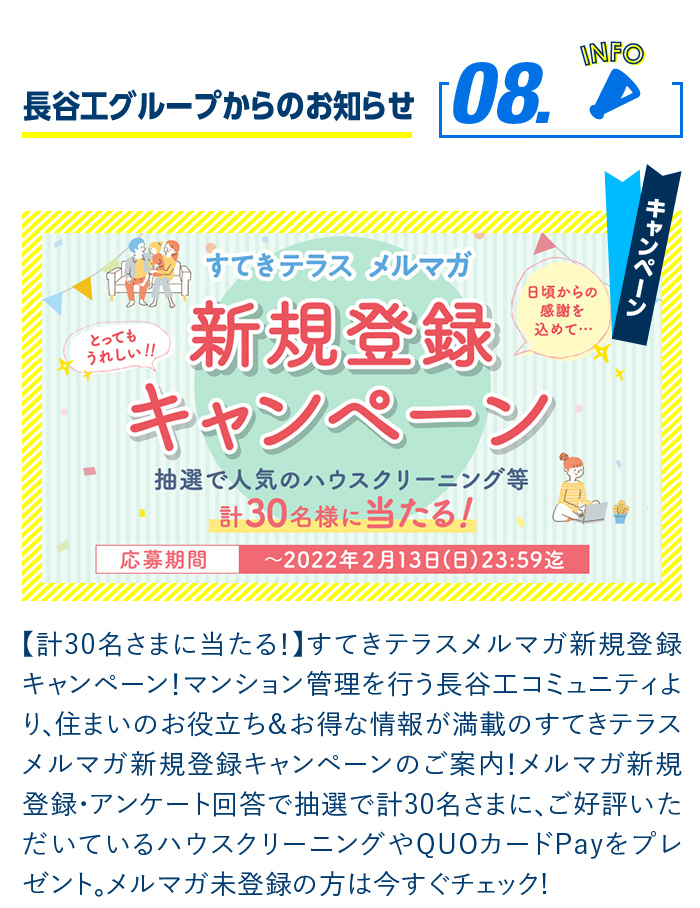 INFO
長谷工グループからのお知らせ
08.
キャンペーン
すてきテラス メルマガ
日頃からの
感謝を
込めて…
とっても
うれしい!!
新規登録
キャンペーン
抽選で人気のハウスクリーニング等
計30名様に当たる!
応募期間
〜2022年2月13日(日)23:59迄
【計30名さまに当たる!】すてきテラスメルマガ新規登録
キャンペーン!マンション管理を行う長谷工コミュニティよ
り、住まいのお役立ち&お得な情報が満載のすてきテラス
メルマガ新規登録キャンペーンのご案内!メルマガ新規
登録・アンケート回答で抽選で計30名さまに、ご好評いた
だいているハウスクリーニングやQUOカードPayをプレ
ゼント。メルマガ未登録の方は今すぐチェック!